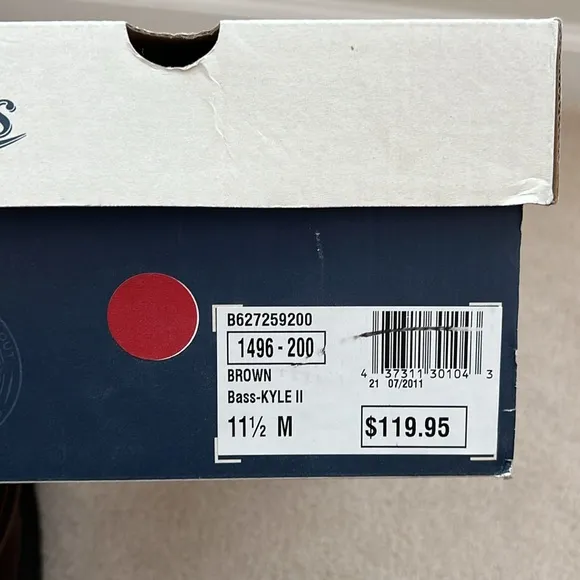 B627259200
1496 - 200
BROWN
Bass-KYLE II
11½ M
4 37311 30104 3
21 07/2011
$119.95